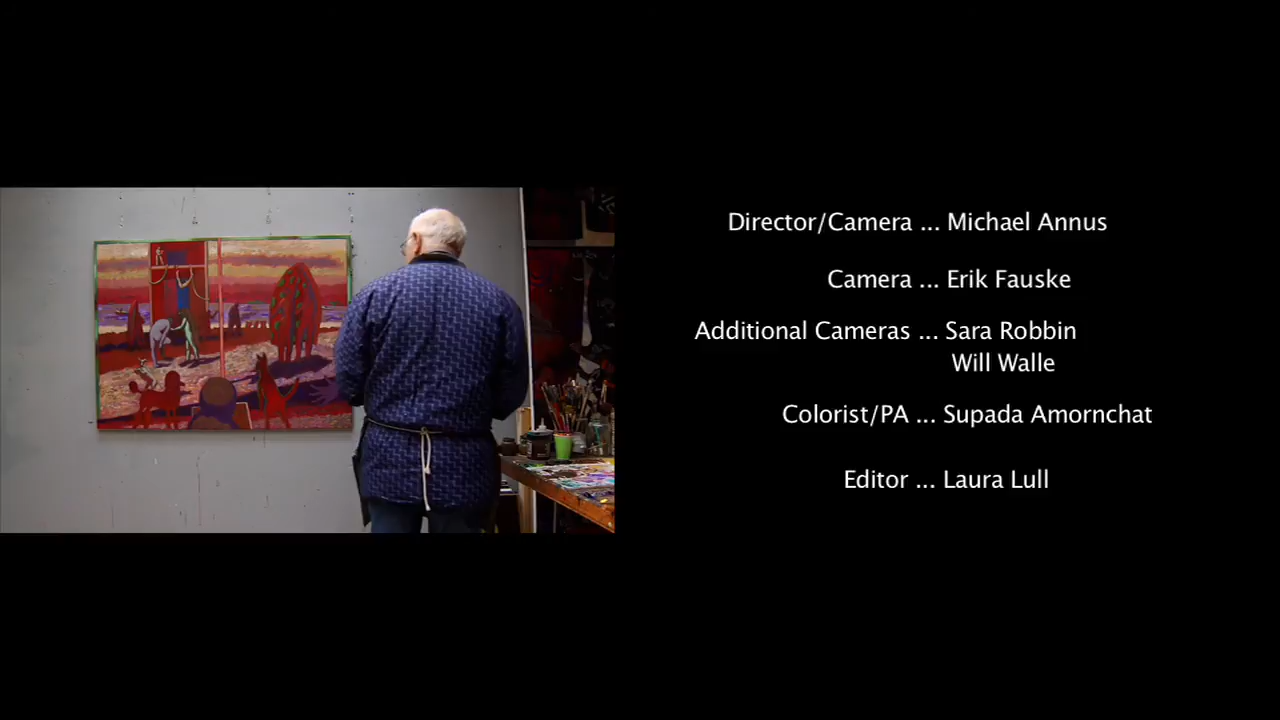 Director/Camera ... Michael Annus
Camera ... Erik Fauske
Additional Cameras ... Sara Robbin
Will Walle
Colorist/PA ... Supada Amornchat
Editor ... Laura Lull